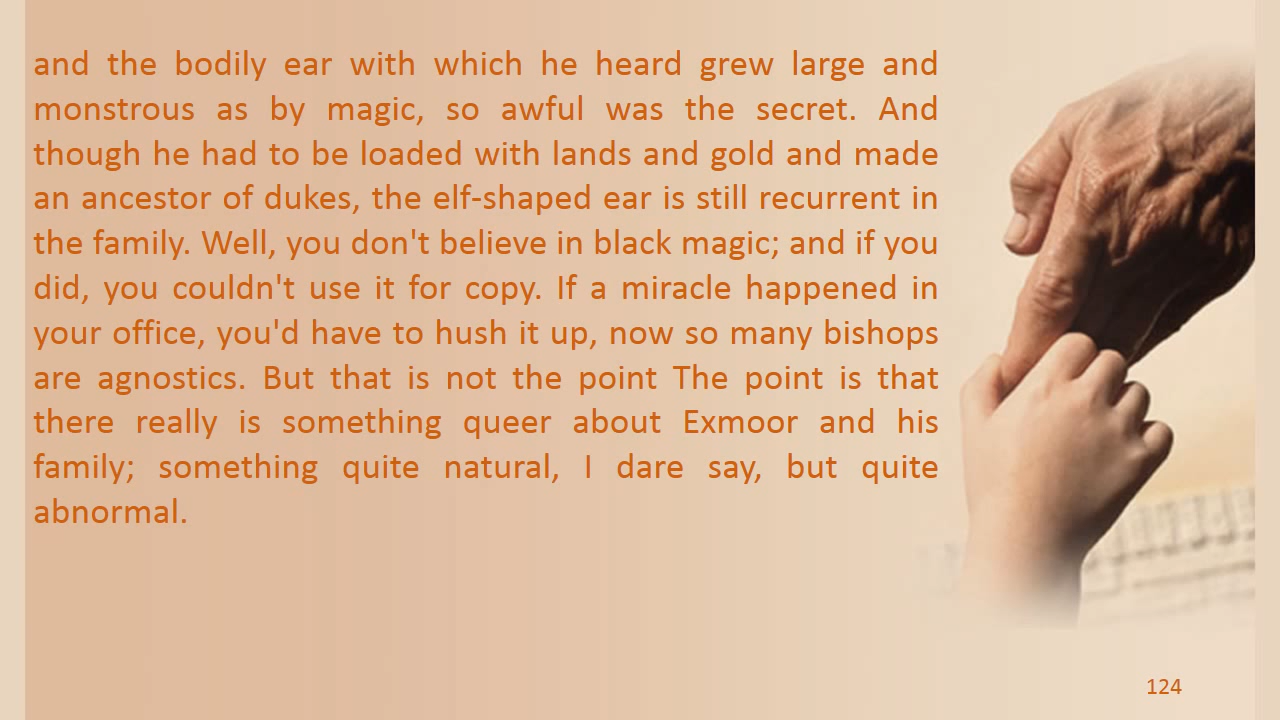 and the bodily ear with which he heard grew large and
monstrous as by magic, so awful was the secret. And
though he had to be loaded with lands and gold and made
an ancestor of dukes, the elf-shaped ear is still recurrent in
the family. Well, you don't believe in black magic; and if you
did, you couldn't use it for copy. If a miracle happened in
your office, you'd have to hush it up, now so many bishops
are agnostics. But that is not the point The point is that
there really is something queer about Exmoor and his
family; something quite natural, I dare say, but quite
abnormal.
124